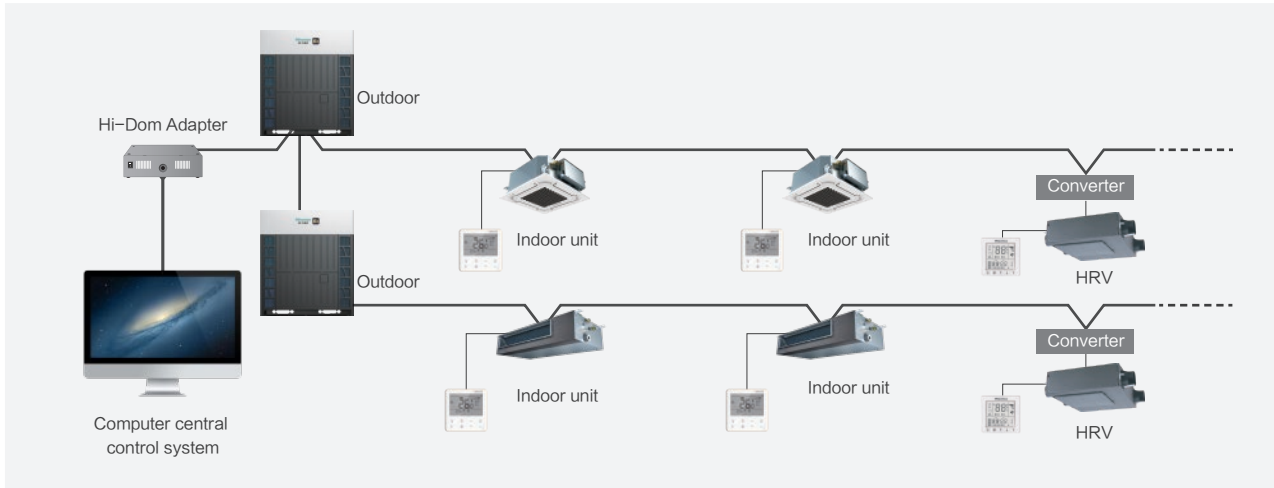 Outdoor
Hi-Dom Adapter
Converter
Indoor unit
Indoor unit
HRV
Outdoor
Converter
Indoor unit
Indoor unit
HRV
Computer central
control system